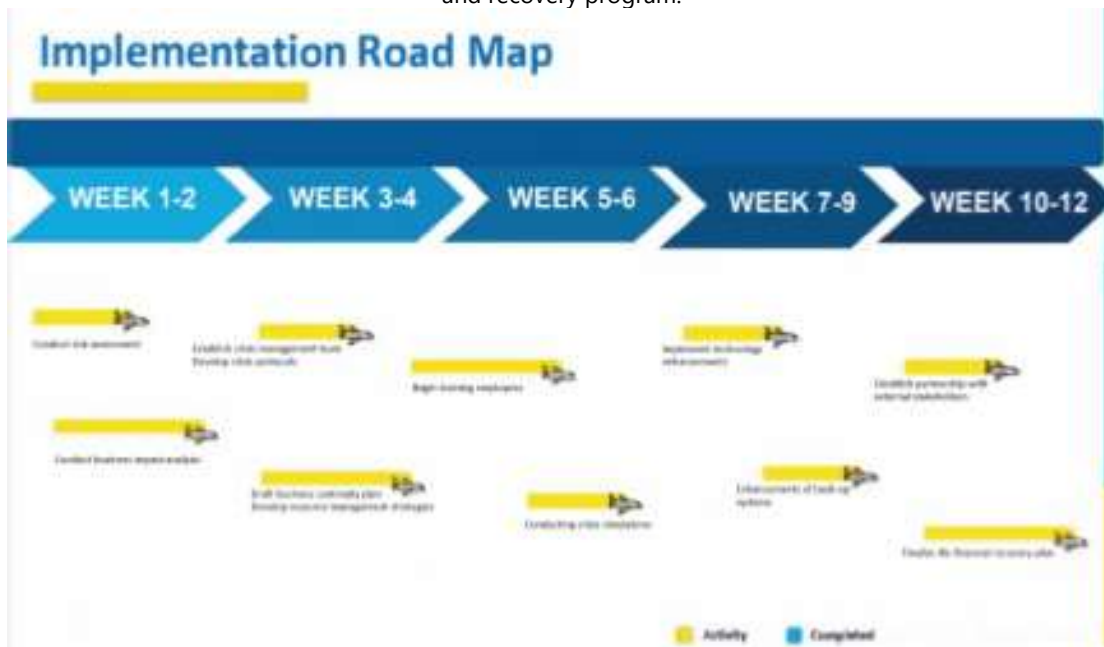 and recovery program.
Implementation Road Map
WEEK 1-2
WEEK 3-4
WEEK 5-6
WEEK 7-9
WEEK 10-12
Conduct risk assessment
Establish crisis management team
Develop crisis protocols
Begin training employees
Implement technology
enhancements
Establish partnership with
external stakeholders
Conduct business impact analysis
Draft business continuity plan
Develop resource management strategies
Conducting crisis simulations
Enhancements of back-up
systems
Finalize the financial recovery plan
Activity
Completed